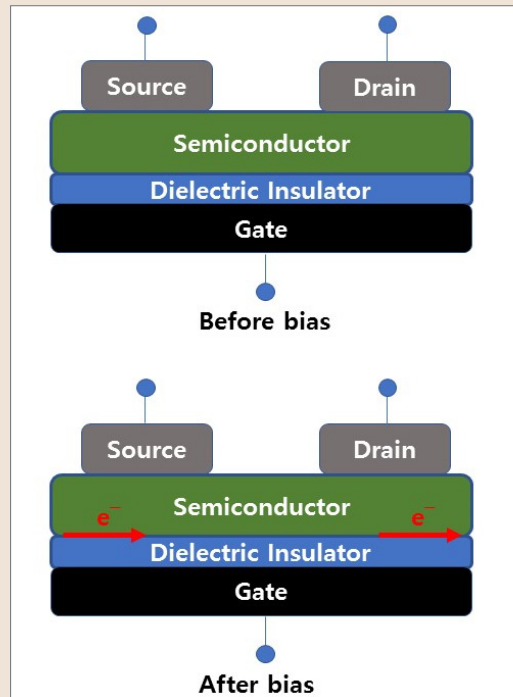 Source Drain
Semiconductor
Dielectric Insulator
Gate
Before bias
Source Drain
e⁻ Semiconductor e⁻
Dielectric Insulator
Gate
After bias